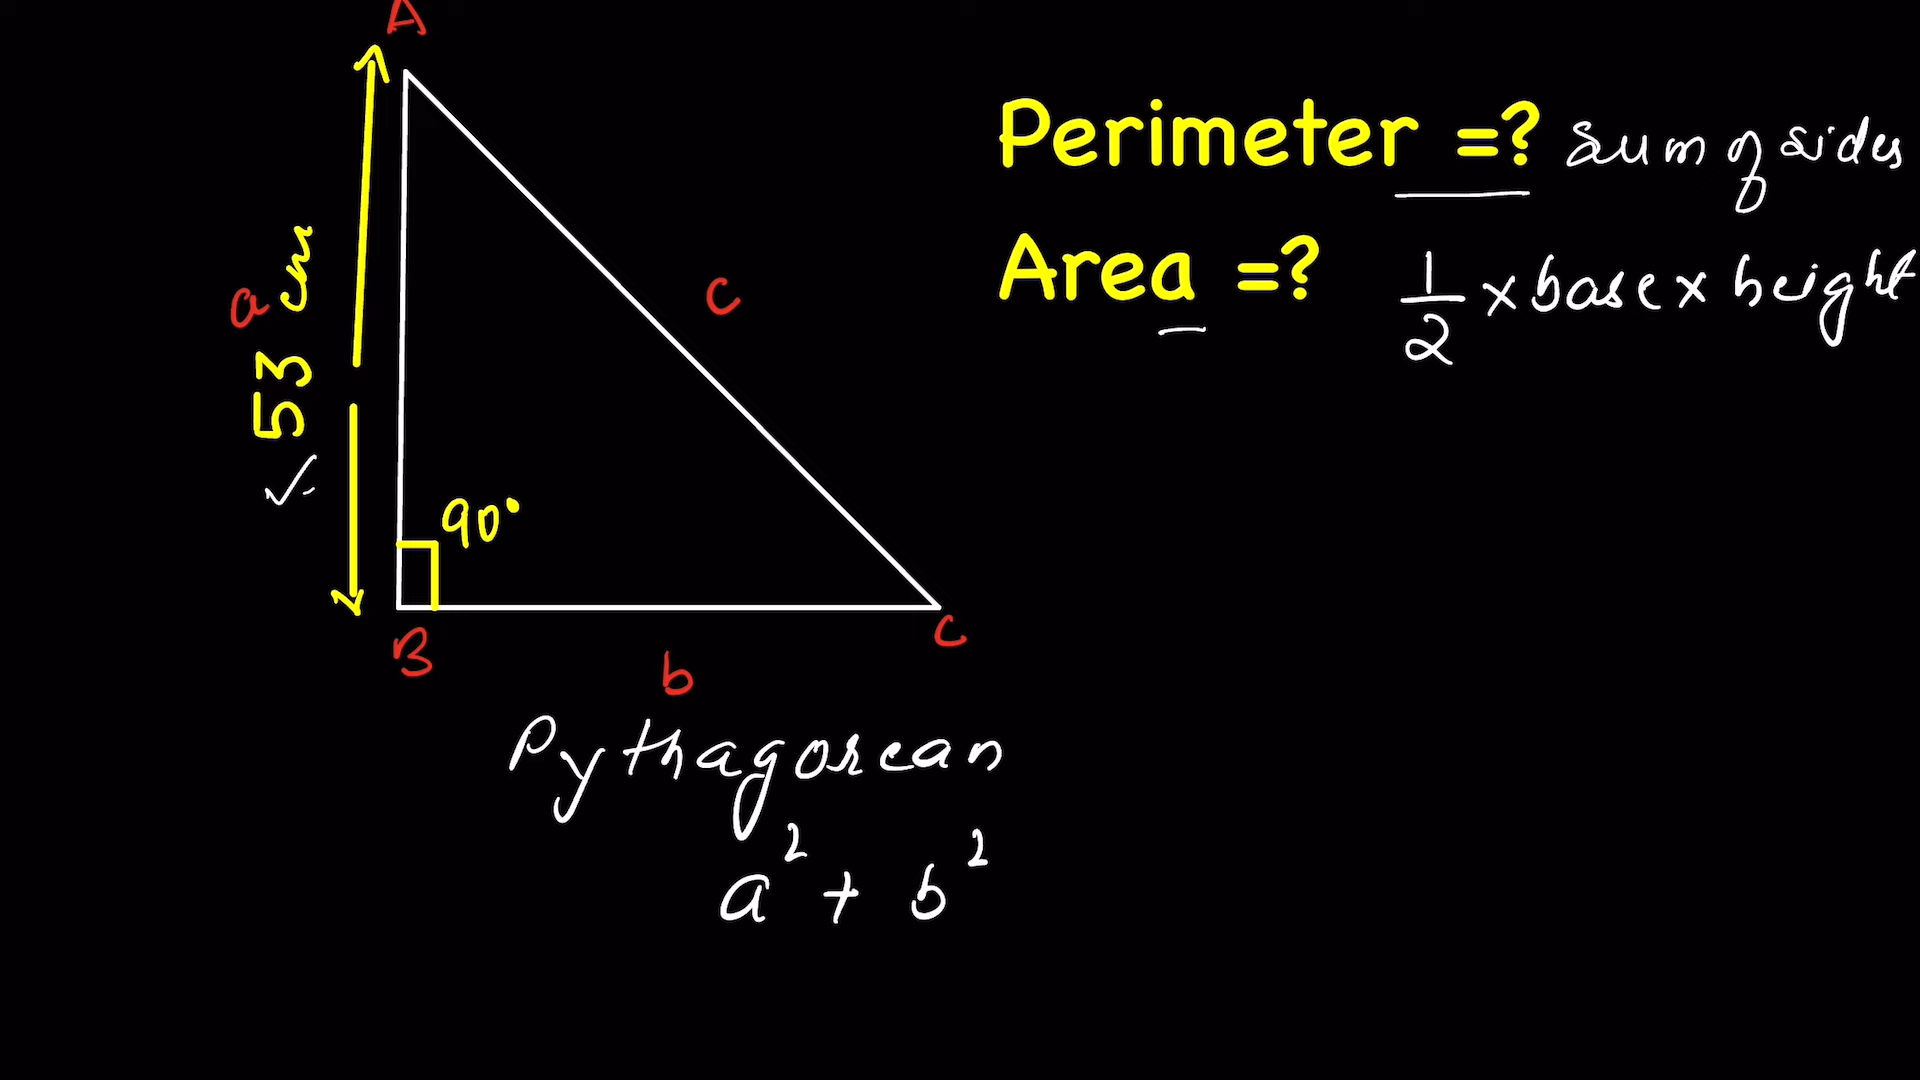 A
Perimeter =? sum of sides
Area =? 1/2 × base × height
a
c
53 cm
90°
B
C
b
Pythagorean
a² + b²